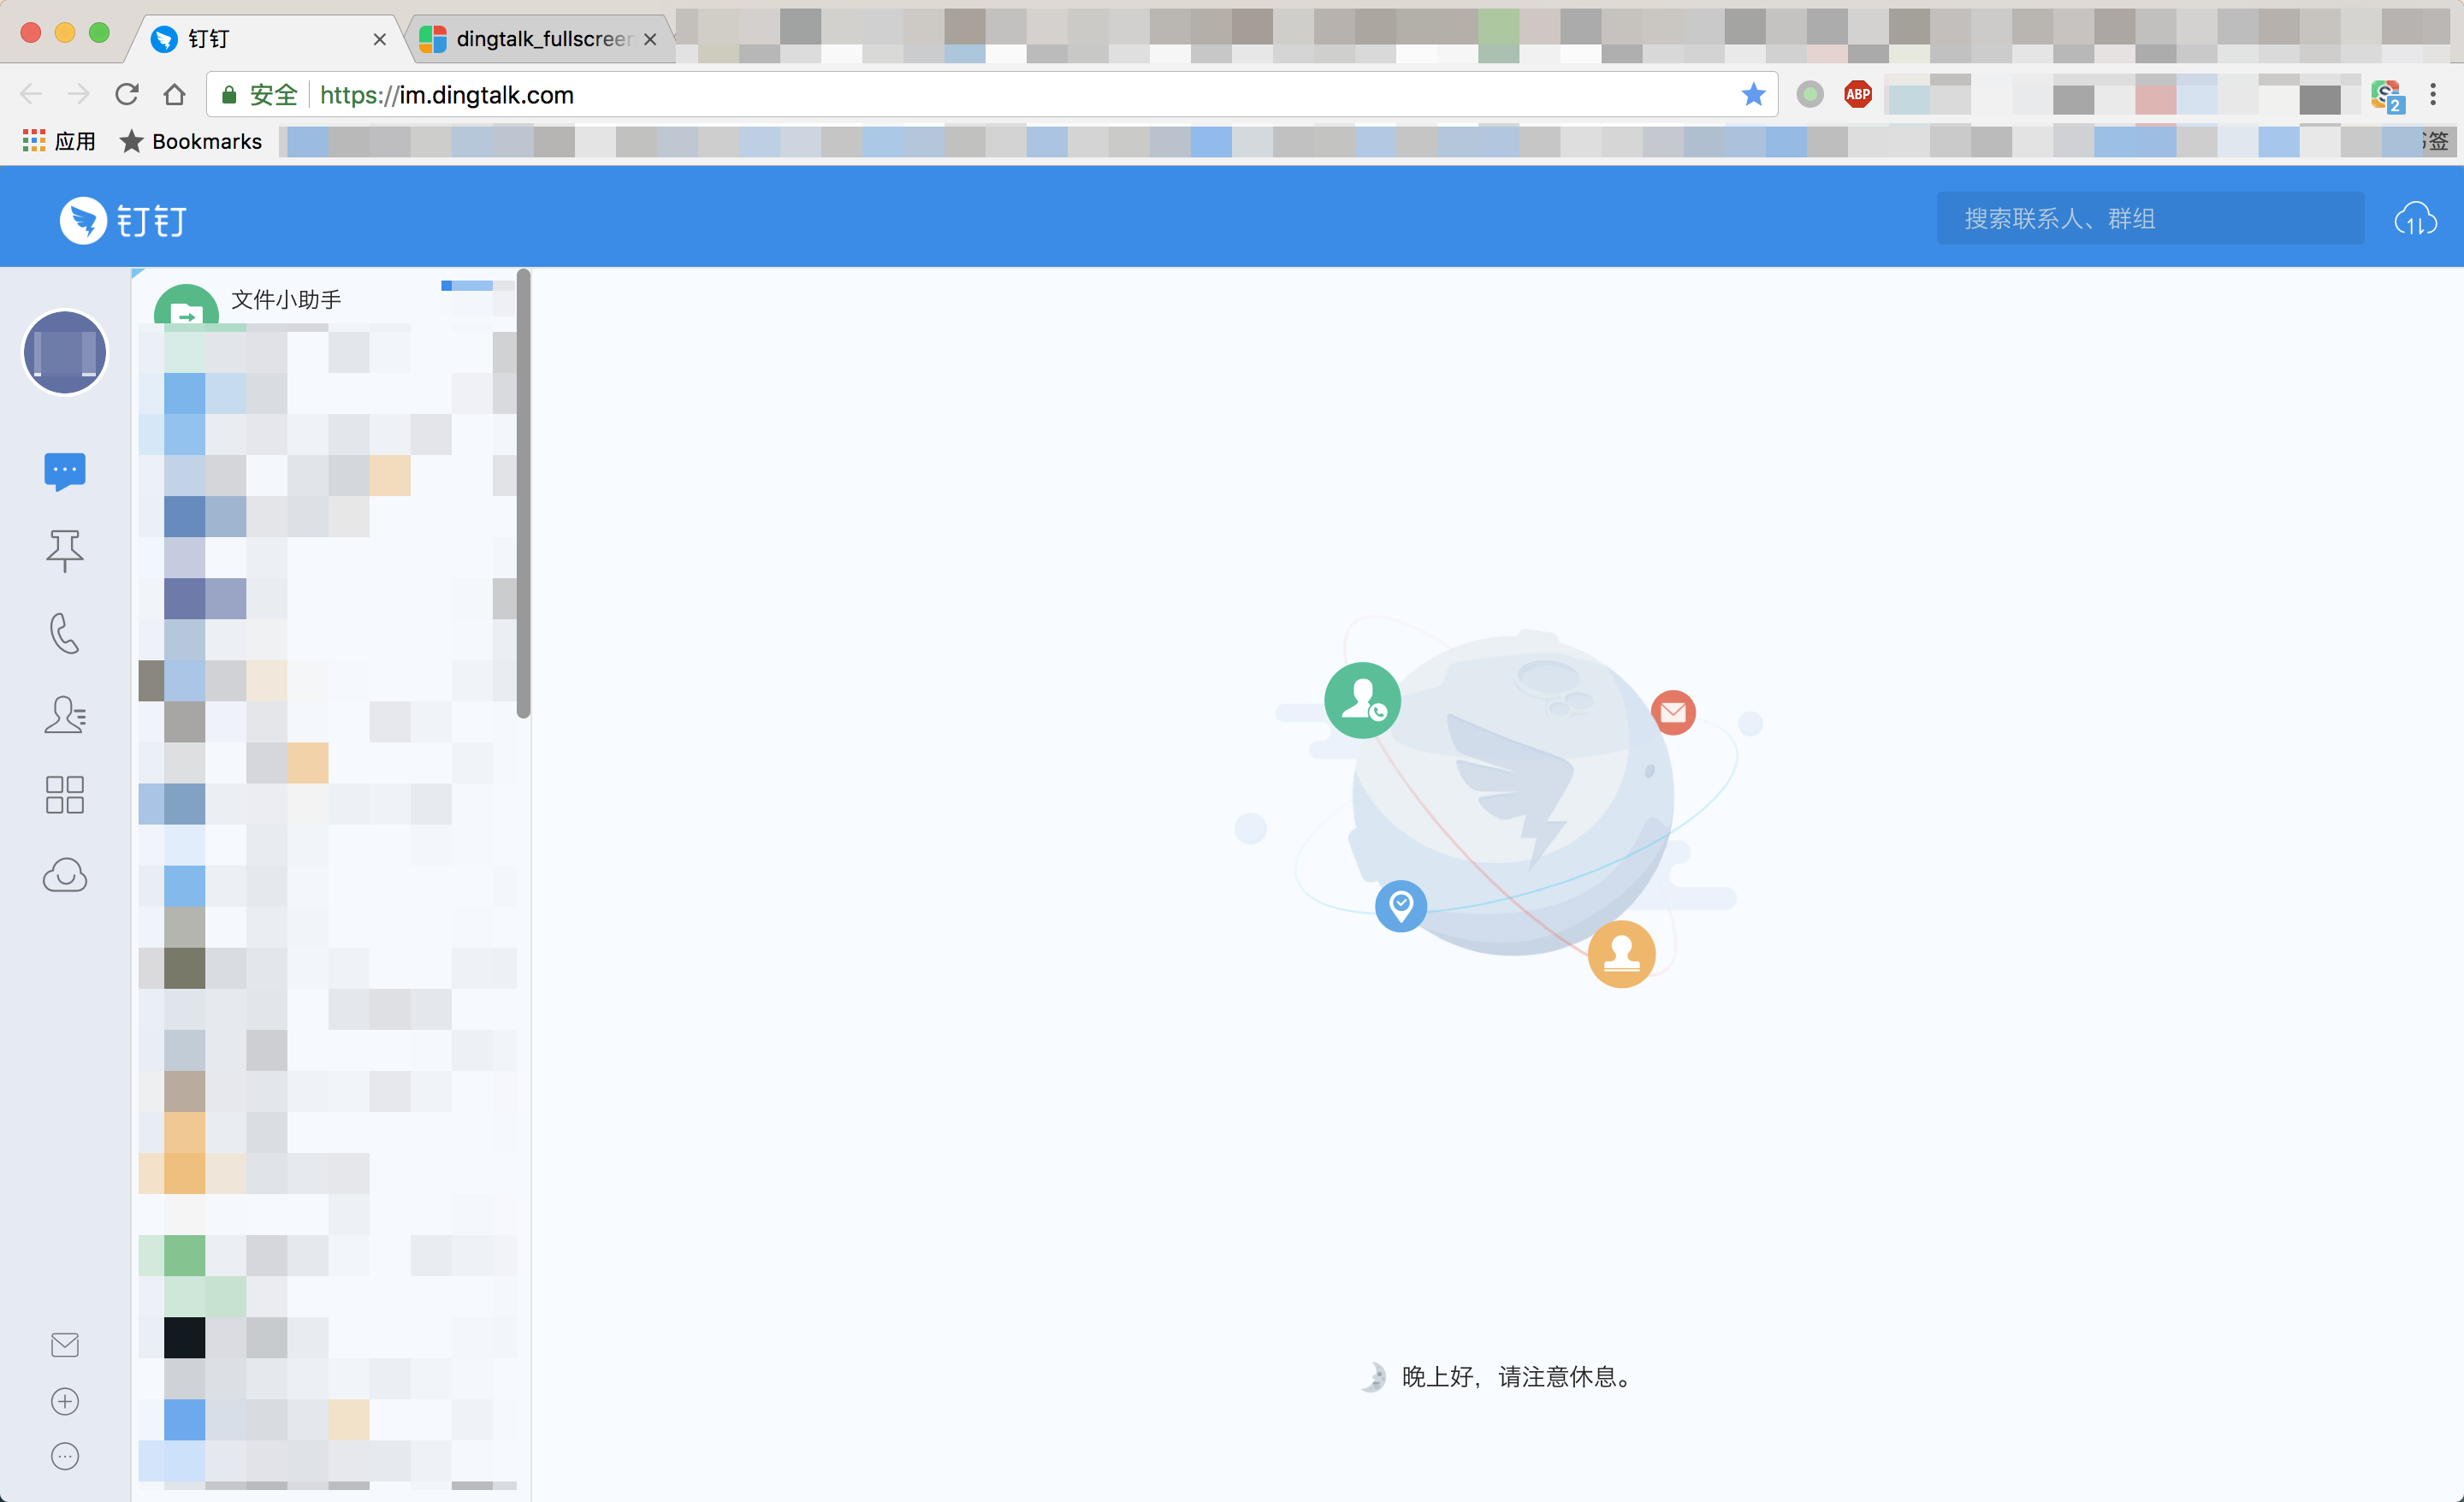 钉钉
dingtalk_fullscreen
安全 https://im.dingtalk.com
ABP
2
应用 Bookmarks
签
钉钉
搜索联系人、群组
文件小助手
晚上好，请注意休息。